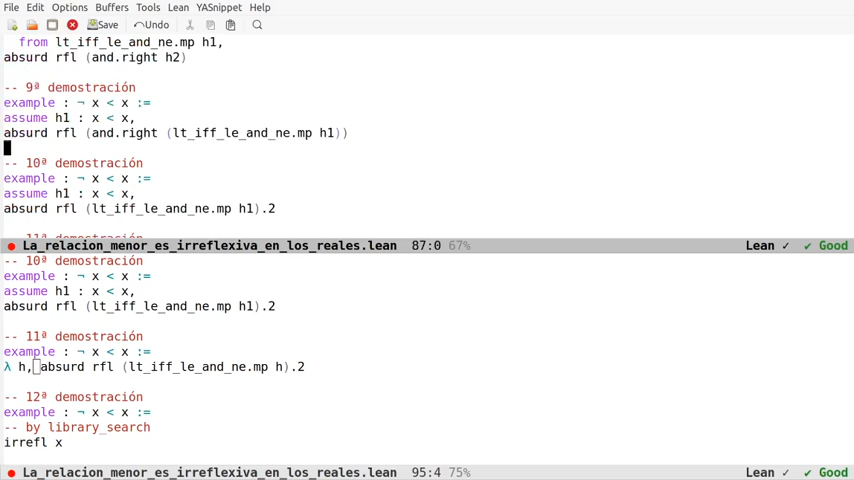 File Edit Options Buffers Tools Lean YASnippet Help
Save Undo
from lt_iff_le_and_ne.mp h1,
absurd rfl (and.right h2)
-- 9ª demostración
example : ¬ x < x :=
assume h1 : x < x,
absurd rfl (and.right (lt_iff_le_and_ne.mp h1))
-- 10ª demostración
example : ¬ x < x :=
assume h1 : x < x,
absurd rfl (lt_iff_le_and_ne.mp h1).2
-- 11ª demostración
● La_relacion_menor_es_irreflexiva_en_los_reales.lean 87:0 67% Lean ✓ ✔ Good
-- 10ª demostración
example : ¬ x < x :=
assume h1 : x < x,
absurd rfl (lt_iff_le_and_ne.mp h1).2
-- 11ª demostración
example : ¬ x < x :=
λ h, absurd rfl (lt_iff_le_and_ne.mp h).2
-- 12ª demostración
example : ¬ x < x :=
-- by library_search
irrefl x
● La_relacion_menor_es_irreflexiva_en_los_reales.lean 95:4 75% Lean ✓ ✔ Good